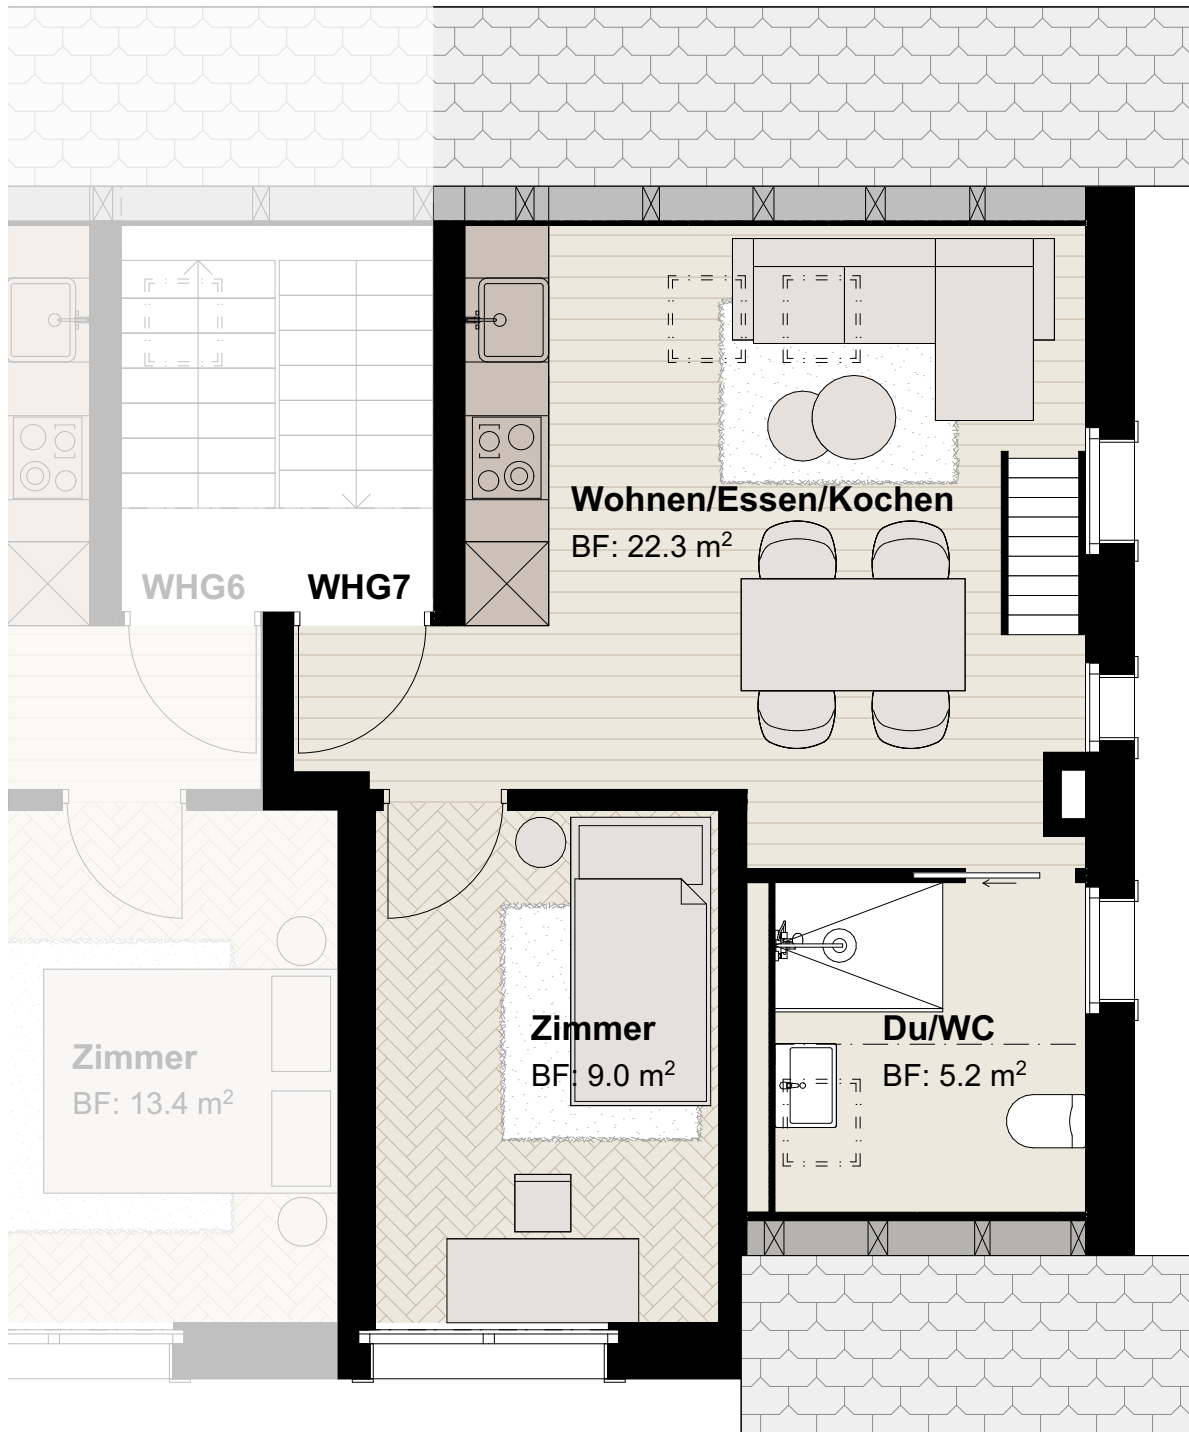 Wohnen/Essen/Kochen
BF: 22.3 m²
WHG6
WHG7
Zimmer
BF: 9.0 m²
Du/WC
BF: 5.2 m²
Zimmer
BF: 13.4 m²